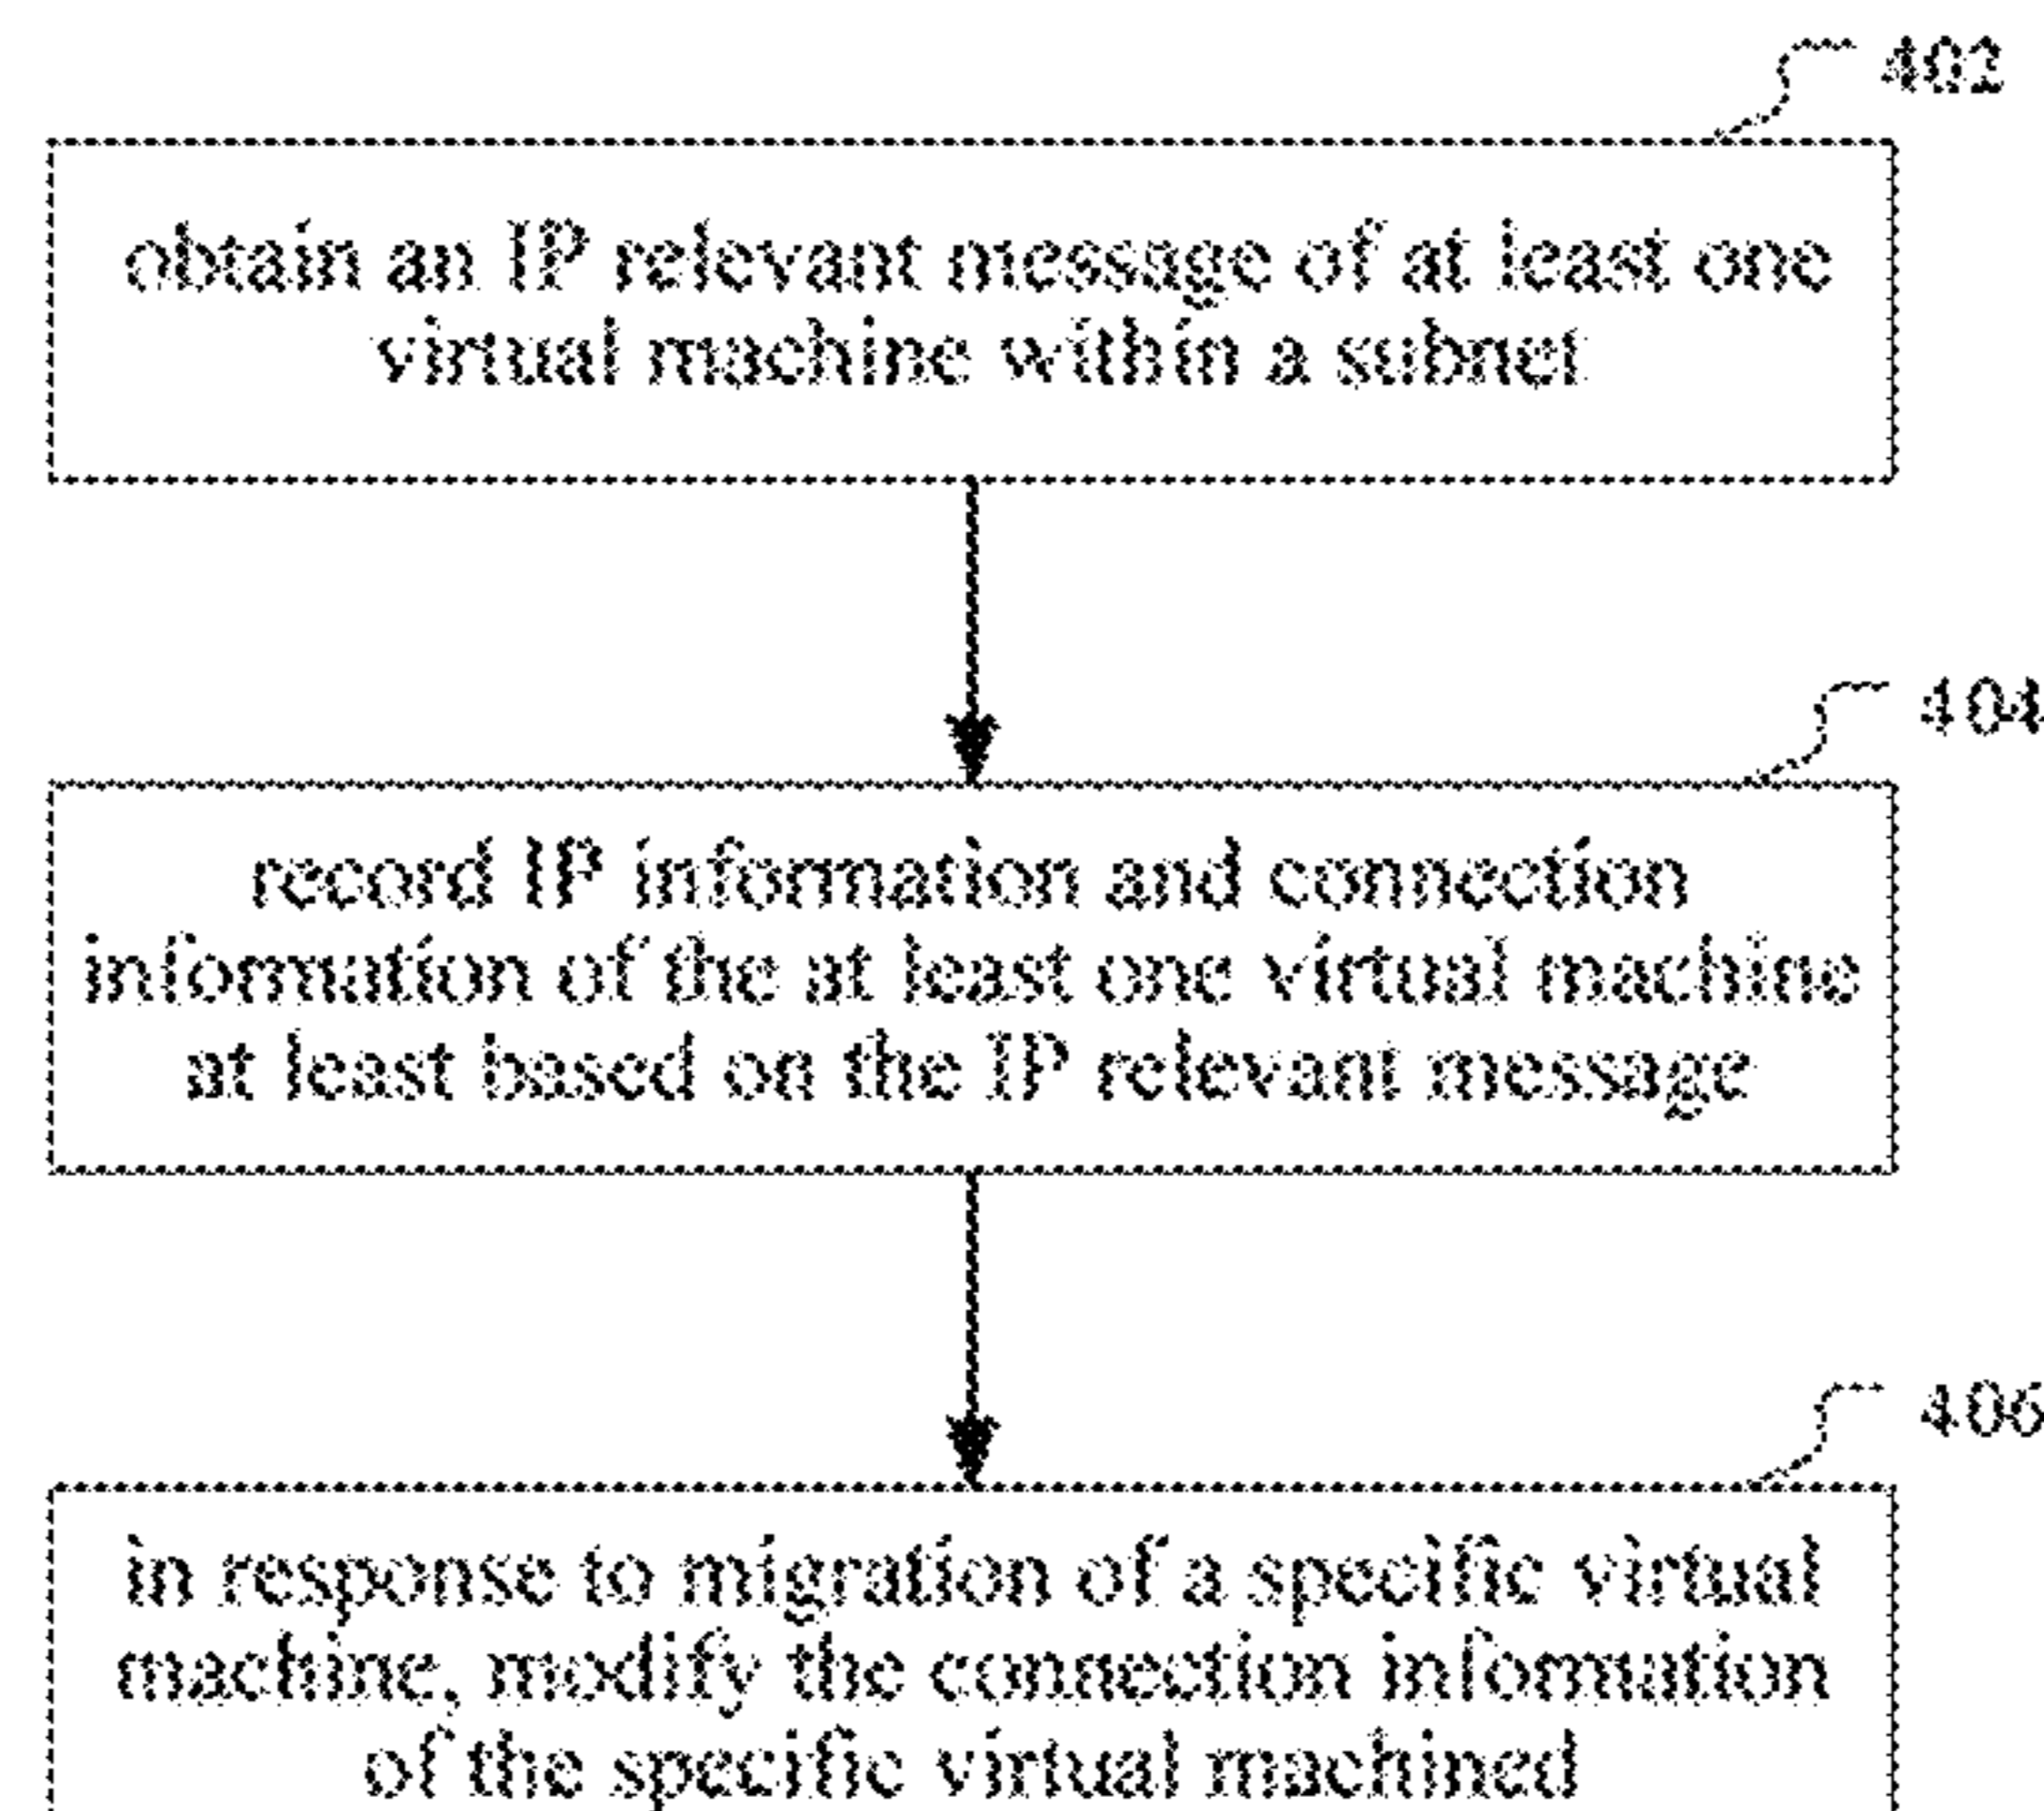 402
obtain an IP relevant message of at least one
virtual machine within a subnet
404
record IP information and connection
information of the at least one virtual machine
at least based on the IP relevant message
406
in response to migration of a specific virtual
machine, modify the connection information
of the specific virtual machined